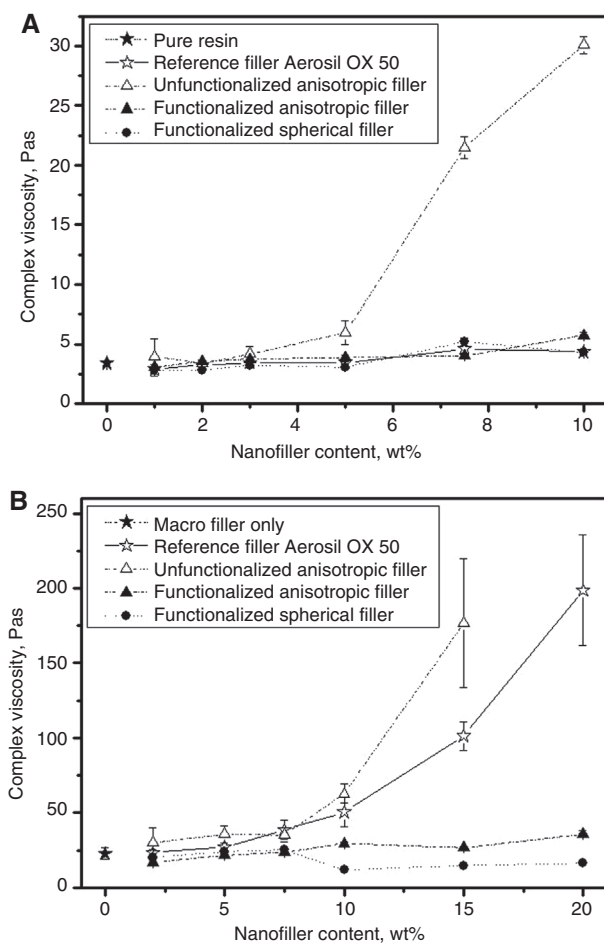 A
Pure resin
Reference filler Aerosil OX 50
Unfunctionalized anisotropic filler
Functionalized anisotropic filler
Functionalized spherical filler
Complex viscosity, Pas
30
25
20
15
10
5
0
0 2 4 6 8 10
Nanofiller content, wt%
B
Macro filler only
Reference filler Aerosil OX 50
Unfunctionalized anisotropic filler
Functionalized anisotropic filler
Functionalized spherical filler
Complex viscosity, Pas
250
200
150
100
50
0
0 5 10 15 20
Nanofiller content, wt%